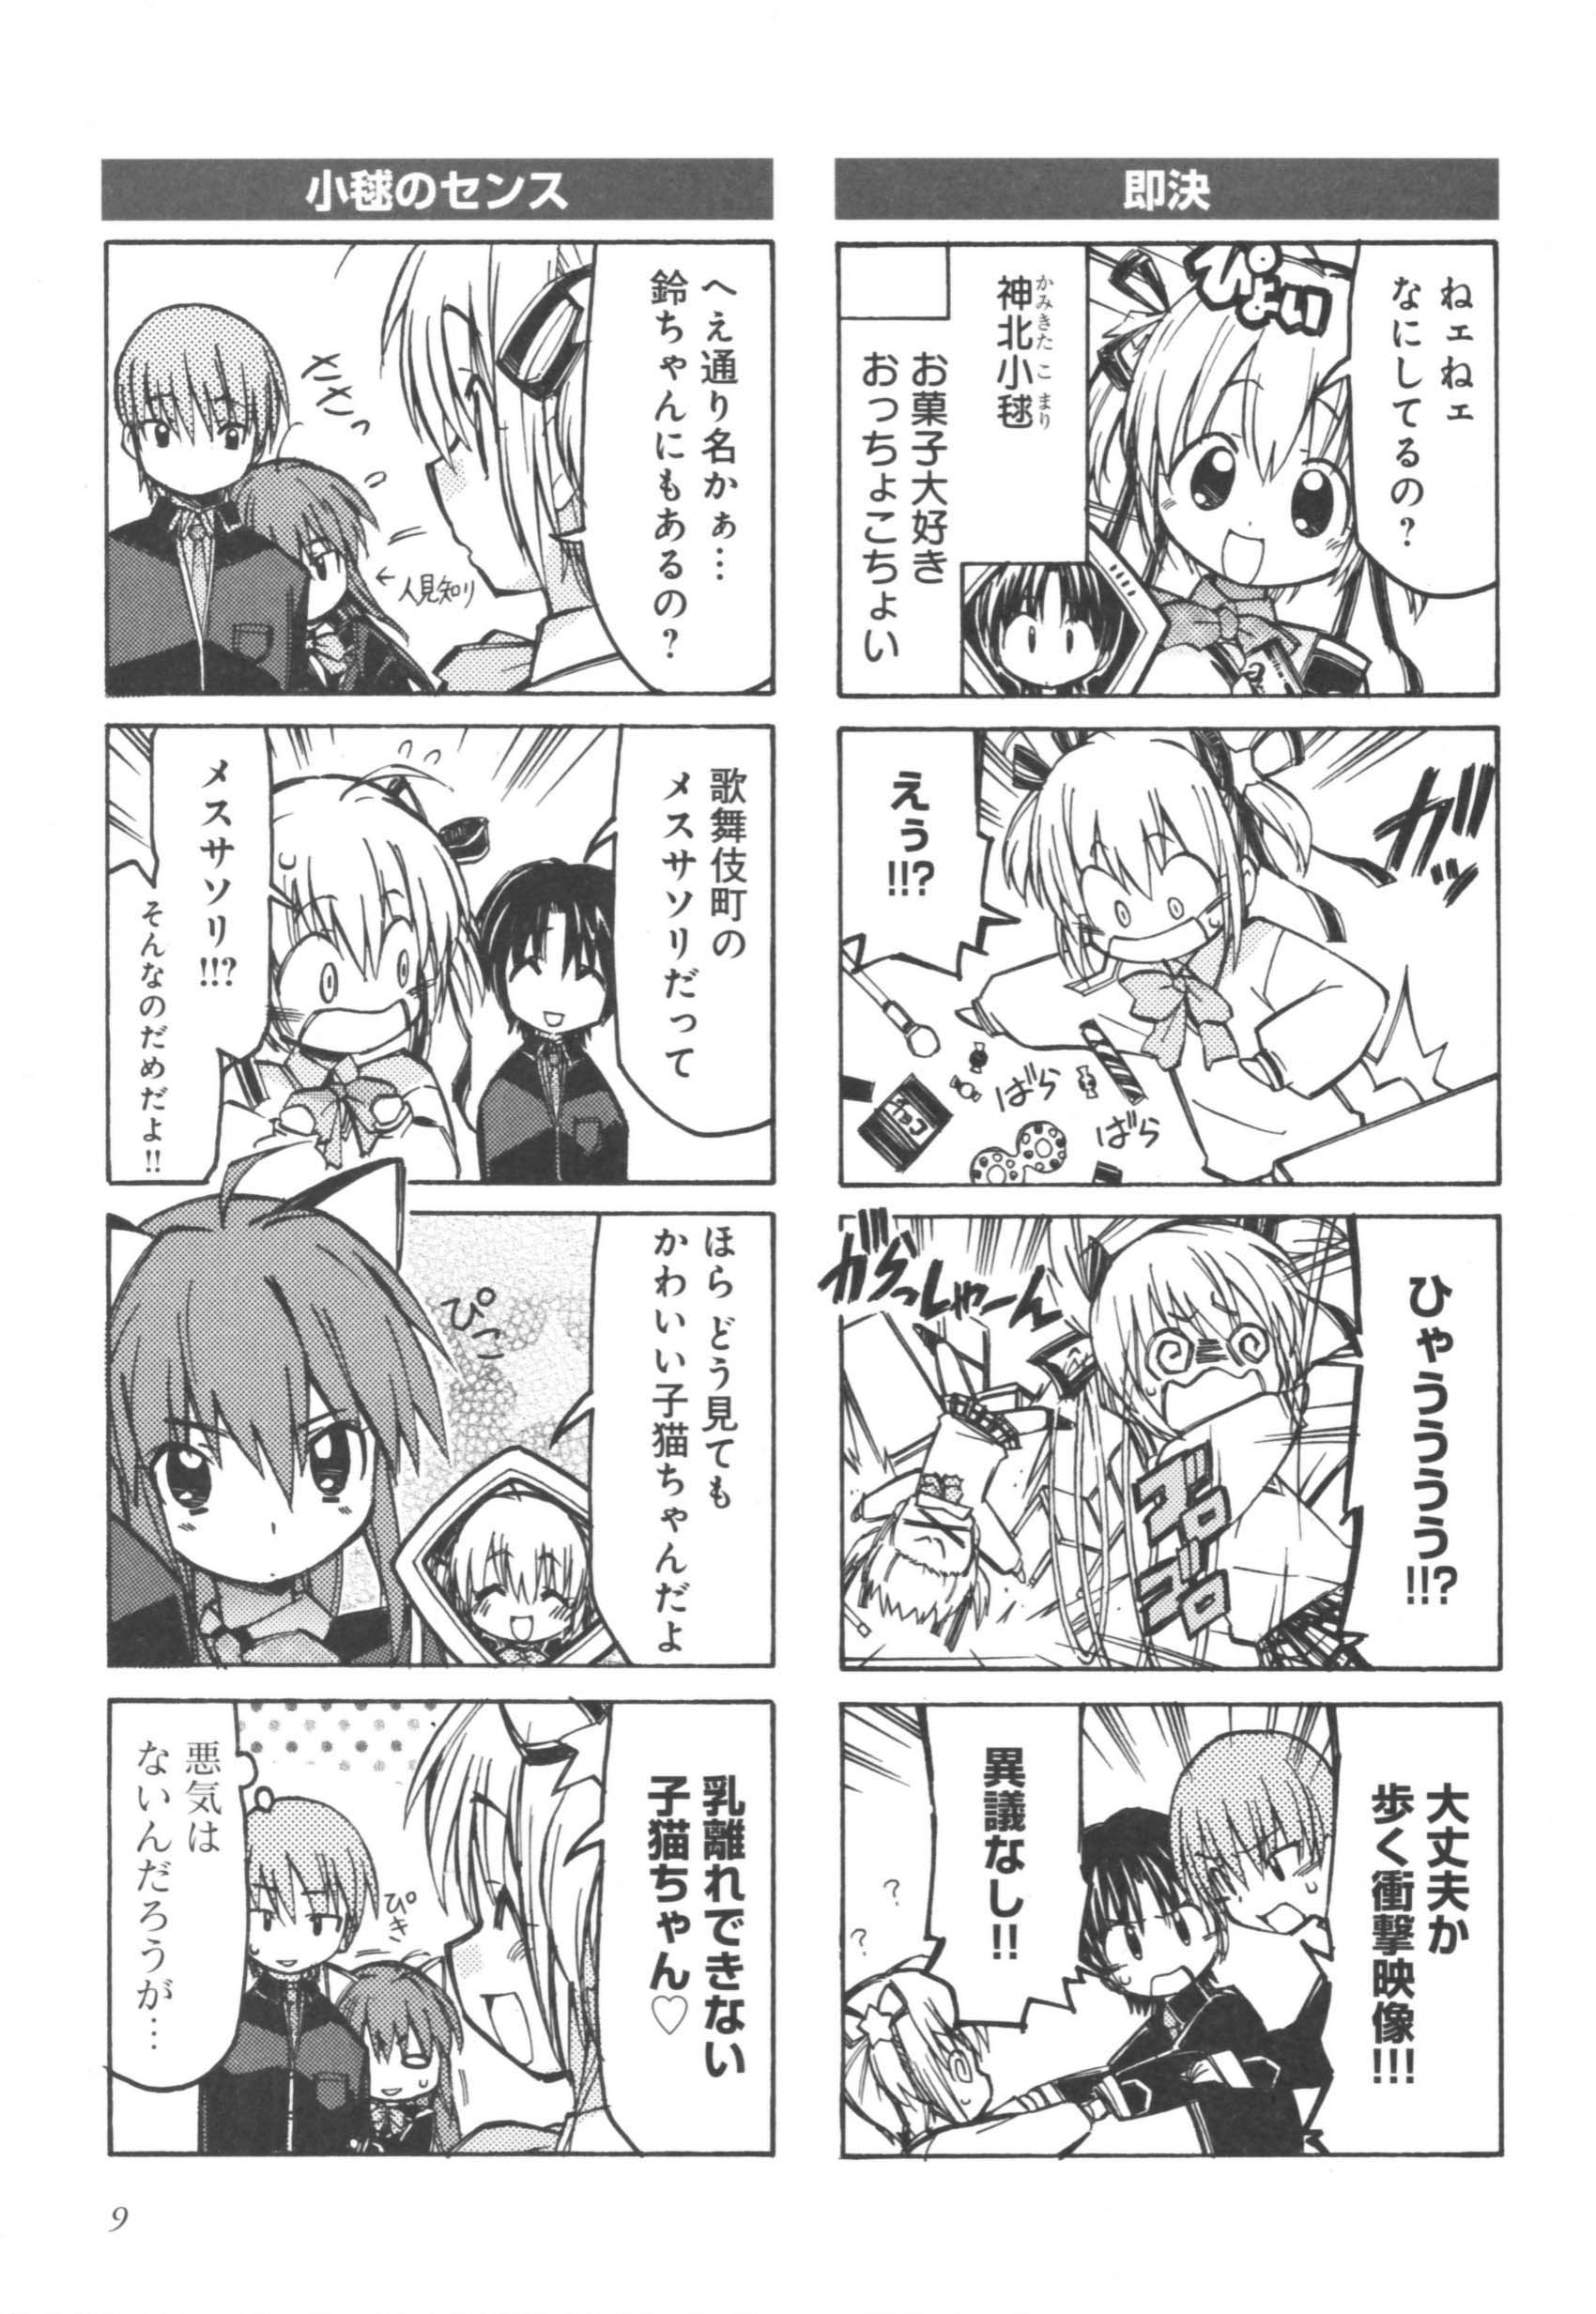 即決
ねェねェ
なにしてるの?
ぴょい
神北小毬
かみきた こ まり
お菓子大好き
おっちょこちょい
ガッ
えぅ!!?
チョコ
ばら
ばら
ひゃうううう!!?
がらっしゃーん
ゴロゴロ
大丈夫か
歩く衝撃映像!!!
異議なし!!
?
?
小毬のセンス
へぇ通り名かぁ…
鈴ちゃんにもあるの?
ささっ
←人見知り
歌舞伎町の
メスサソリだって
メスサソリ!!?
そんなのだめだよ!!
ほら どう見ても
かわいい子猫ちゃんだよ
ぴこ
乳離れできない
子猫ちゃん♡
ぴき
悪気は
ないんだろうが…
9